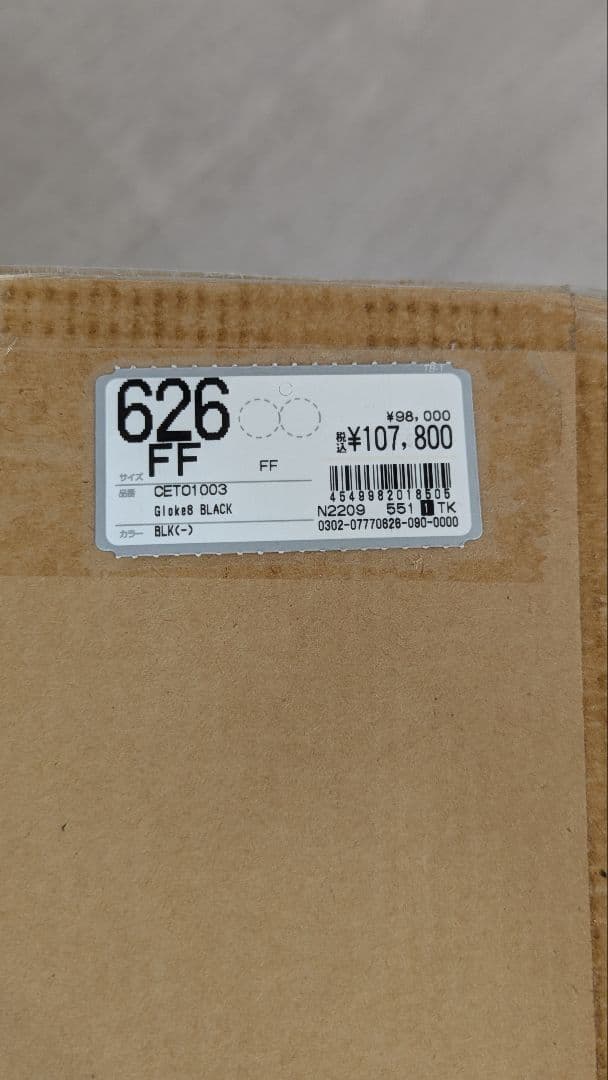 626
FF
サイズ
FF
¥98,000
税込 ¥107,800
品番 CET01003
Gloke6 BLACK
カラー BLK(-)
4549982018505
N2209 551 1 TK
0302-07770626-090-0000